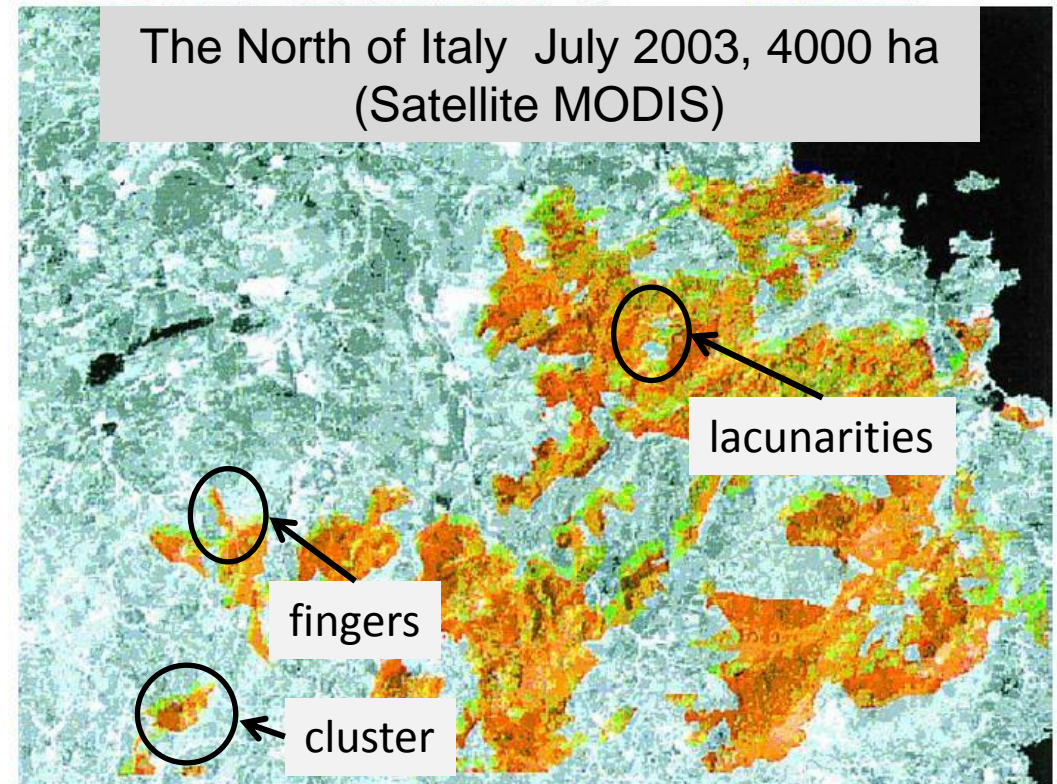 The North of Italy July 2003, 4000 ha
(Satellite MODIS)
lacunarities
fingers
cluster